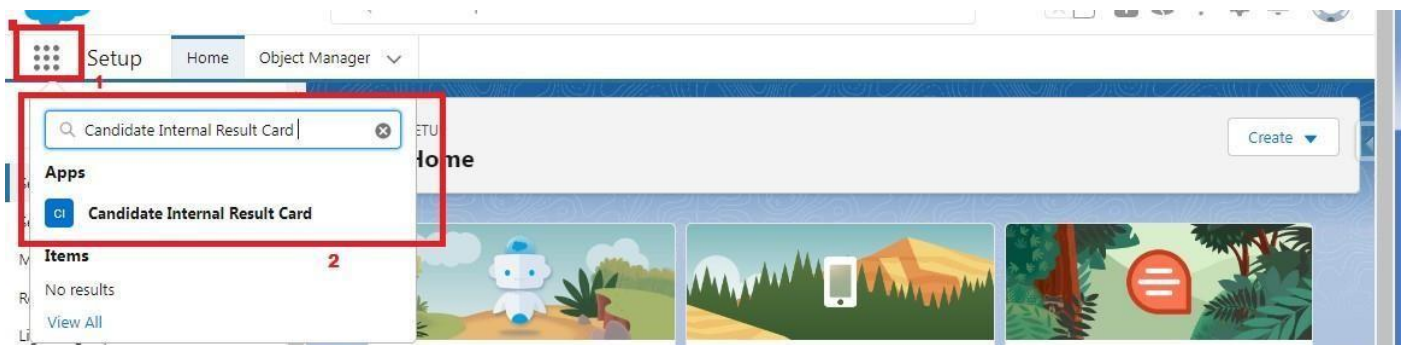 Setup
Home
Object Manager
1
Candidate Internal Result Card
ETU
Home
Create
Apps
CI Candidate Internal Result Card
Items
2
No results
View All